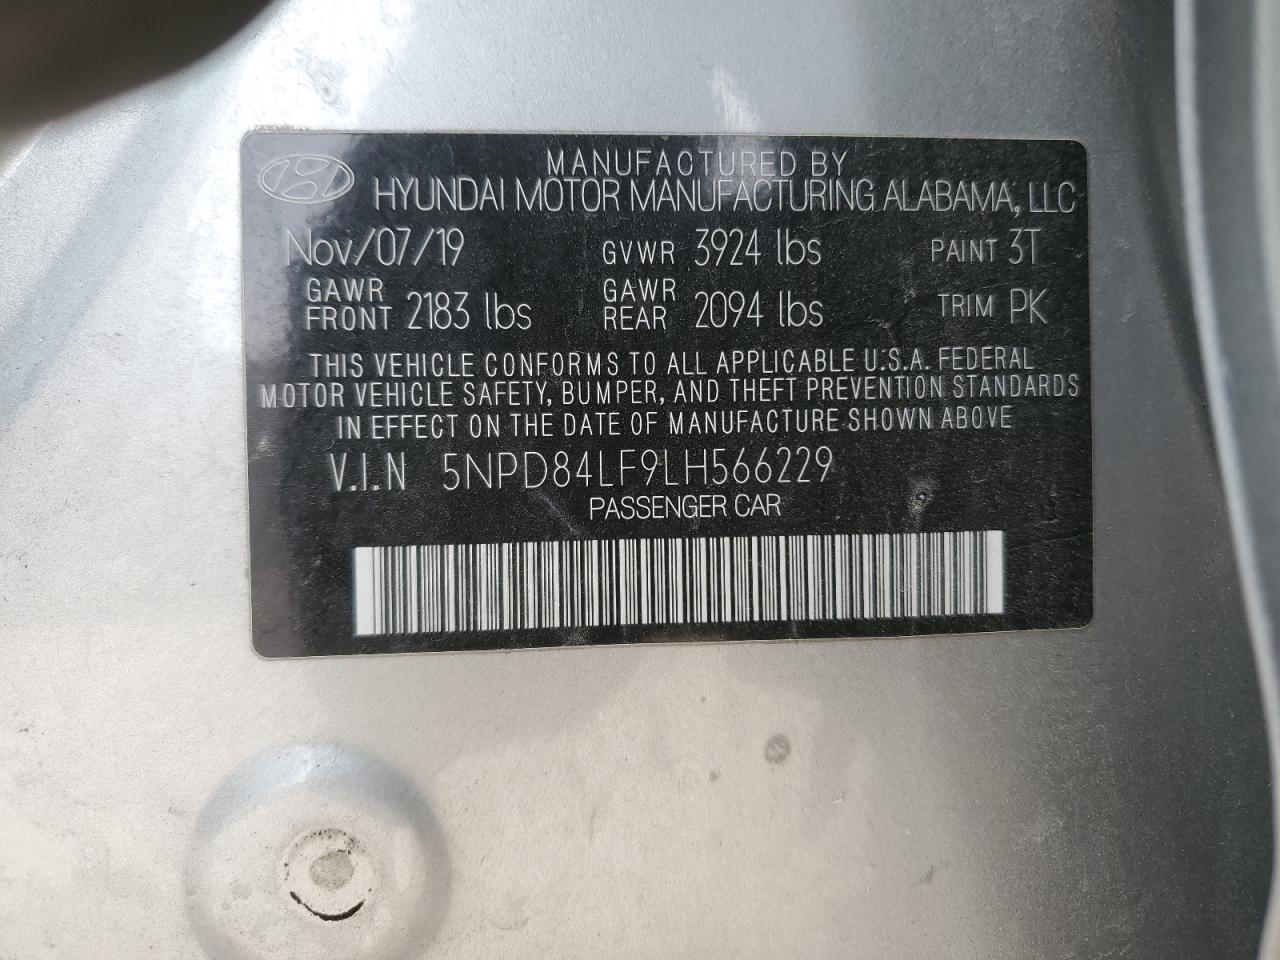 MANUFACTURED BY
HYUNDAI MOTOR MANUFACTURING ALABAMA, LLC
Nov/07/19 GVWR 3924 lbs PAINT 3T
GAWR FRONT 2183 lbs GAWR REAR 2094 lbs TRIM PK
THIS VEHICLE CONFORMS TO ALL APPLICABLE U.S.A. FEDERAL
MOTOR VEHICLE SAFETY, BUMPER, AND THEFT PREVENTION STANDARDS
IN EFFECT ON THE DATE OF MANUFACTURE SHOWN ABOVE
V.I.N 5NPD84LF9LH566229
PASSENGER CAR